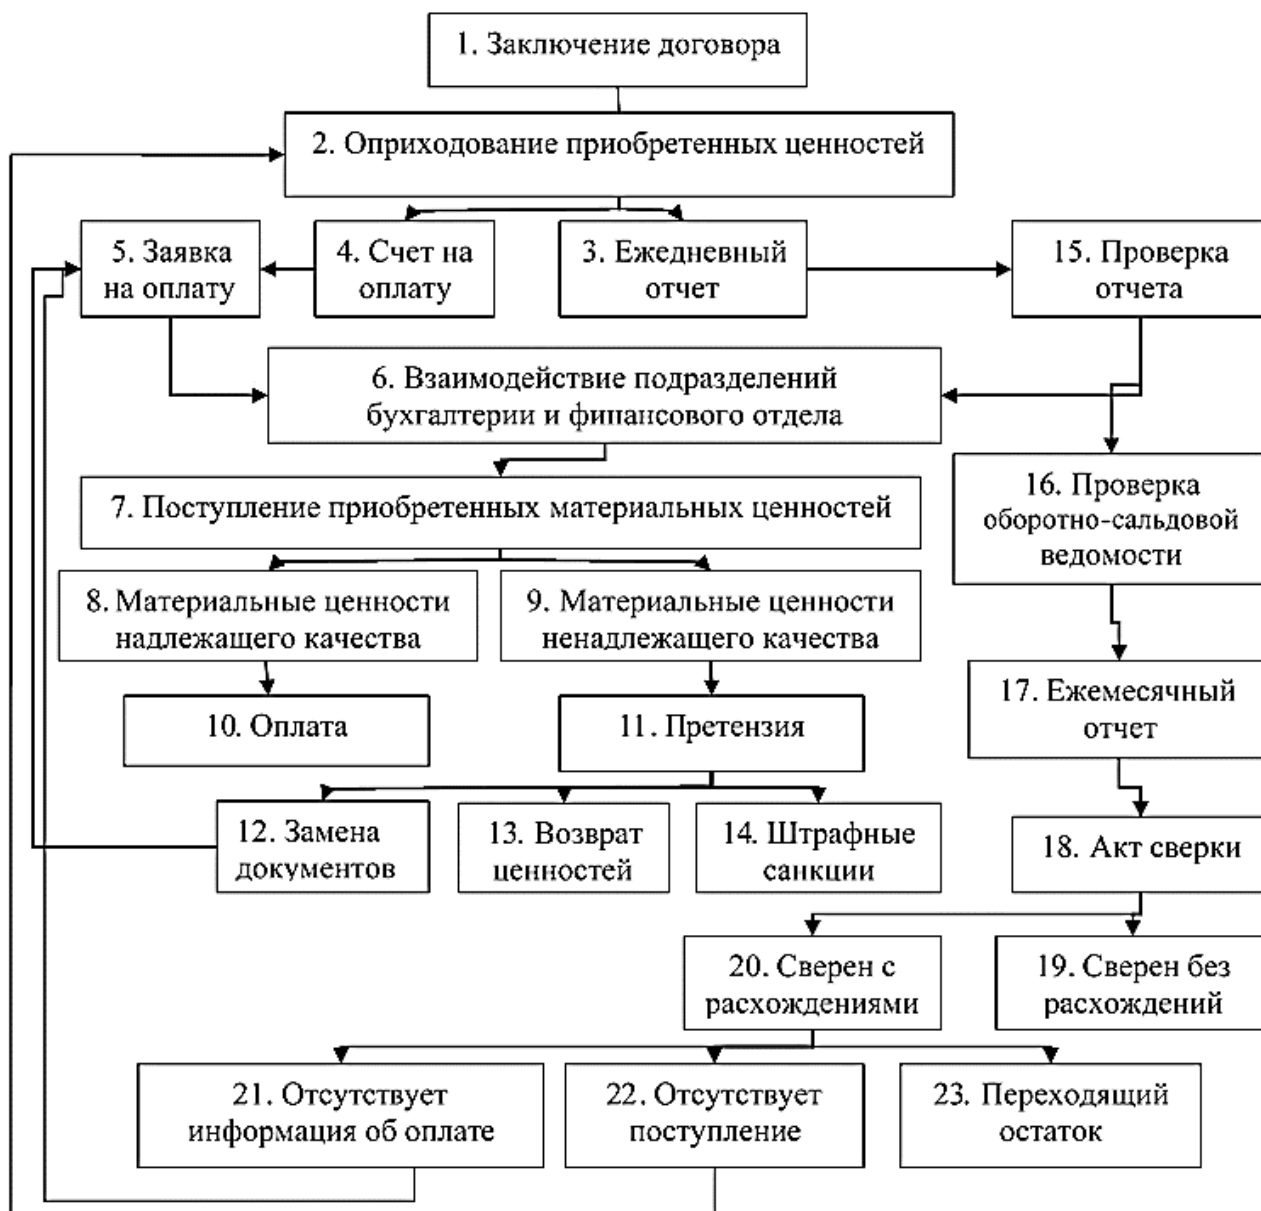 1. Заключение договора
2. Оприходование приобретенных ценностей
5. Заявка
на оплату
4. Счет на
оплату
3. Ежедневный
отчет
15. Проверка
отчета
6. Взаимодействие подразделений
бухгалтерии и финансового отдела
7. Поступление приобретенных материальных ценностей
16. Проверка
оборотно-сальдовой
ведомости
8. Материальные ценности
надлежащего качества
9. Материальные ценности
ненадлежащего качества
17. Ежемесячный
отчет
10. Оплата
11. Претензия
12. Замена
документов
13. Возврат
ценностей
14. Штрафные
санкции
18. Акт сверки
20. Сверен с
расхождениями
19. Сверен без
расхождений
21. Отсутствует
информация об оплате
22. Отсутствует
поступление
23. Переходящий
остаток